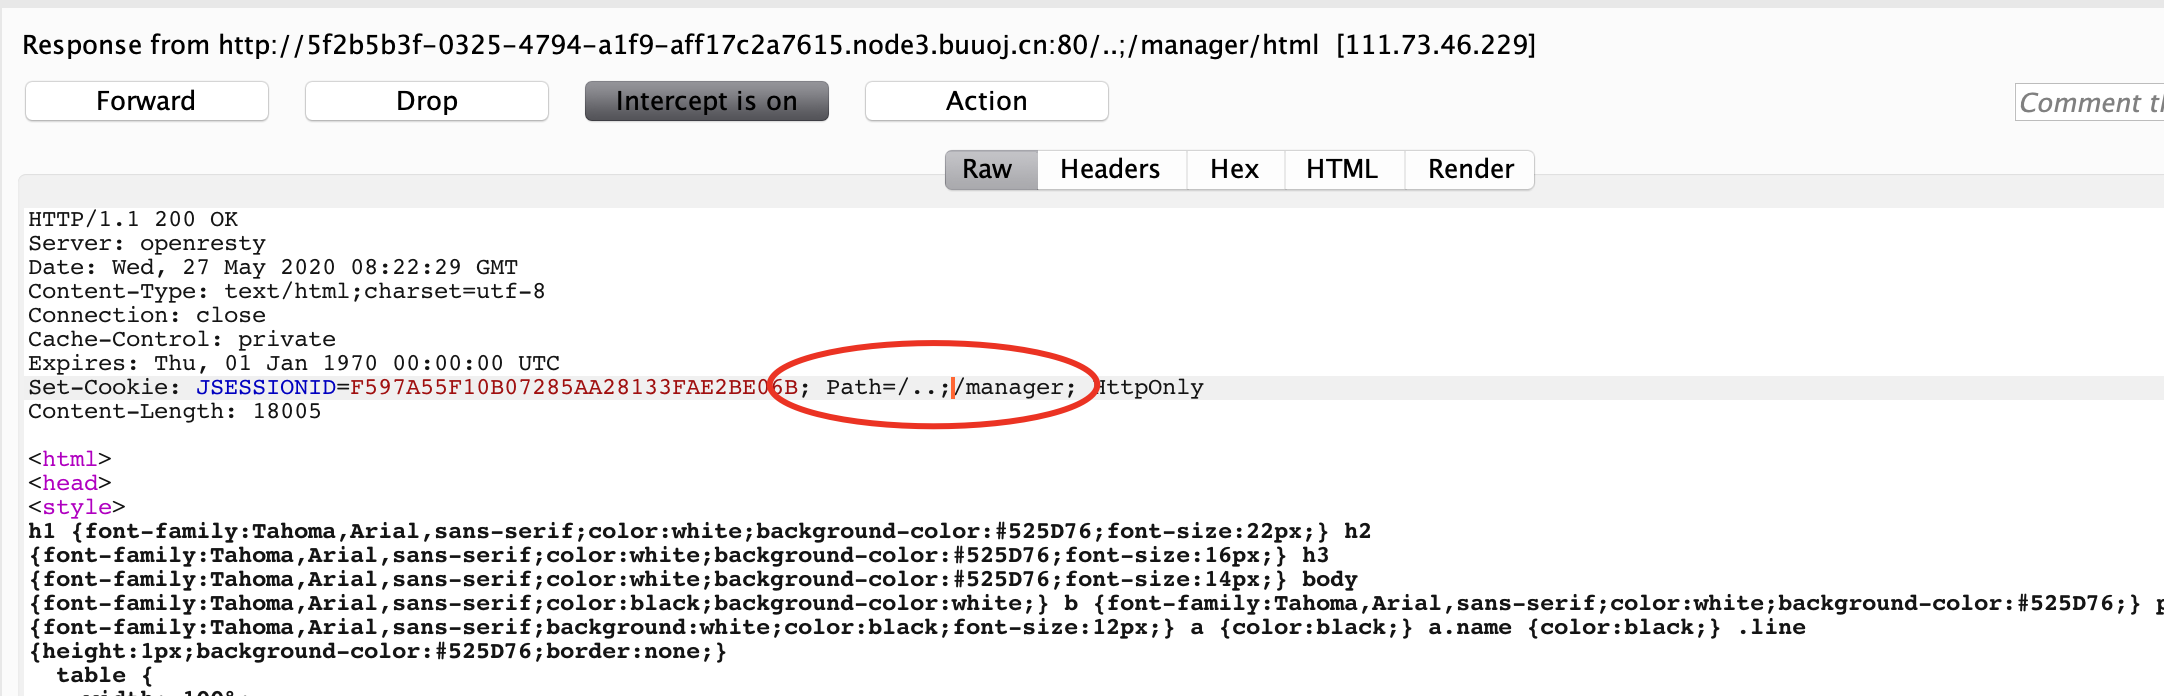 Response from http://5f2b5b3f-0325-4794-a1f9-aff17c2a7615.node3.buuoj.cn:80/..;/manager/html [111.73.46.229]
Forward Drop Intercept is on Action Comment th
Raw Headers Hex HTML Render
HTTP/1.1 200 OK
Server: openresty
Date: Wed, 27 May 2020 08:22:29 GMT
Content-Type: text/html;charset=utf-8
Connection: close
Cache-Control: private
Expires: Thu, 01 Jan 1970 00:00:00 UTC
Set-Cookie: JSESSIONID=F597A55F10B07285AA28133FAE2BE06B; Path=/..;/manager; HttpOnly
Content-Length: 18005
<html>
<head>
<style>
h1 {font-family:Tahoma,Arial,sans-serif;color:white;background-color:#525D76;font-size:22px;} h2
{font-family:Tahoma,Arial,sans-serif;color:white;background-color:#525D76;font-size:16px;} h3
{font-family:Tahoma,Arial,sans-serif;color:white;background-color:#525D76;font-size:14px;} body
{font-family:Tahoma,Arial,sans-serif;color:black;background-color:white;} b {font-family:Tahoma,Arial,sans-serif;color:white;background-color:#525D76;} p
{font-family:Tahoma,Arial,sans-serif;background:white;color:black;font-size:12px;} a {color:black;} a.name {color:black;} .line
{height:1px;background-color:#525D76;border:none;}
table {
width: 100%;